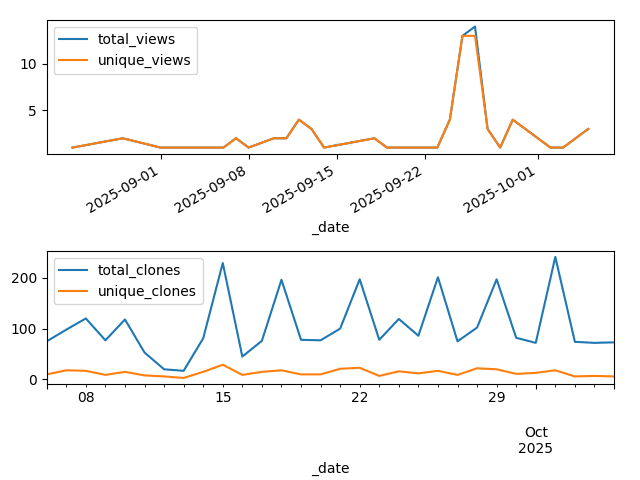 total_views
unique_views
10
5
2025-09-01
2025-09-08
2025-09-15
2025-09-22
2025-10-01
_date
total_clones
unique_clones
200
100
0
08
15
22
29
Oct
2025
_date